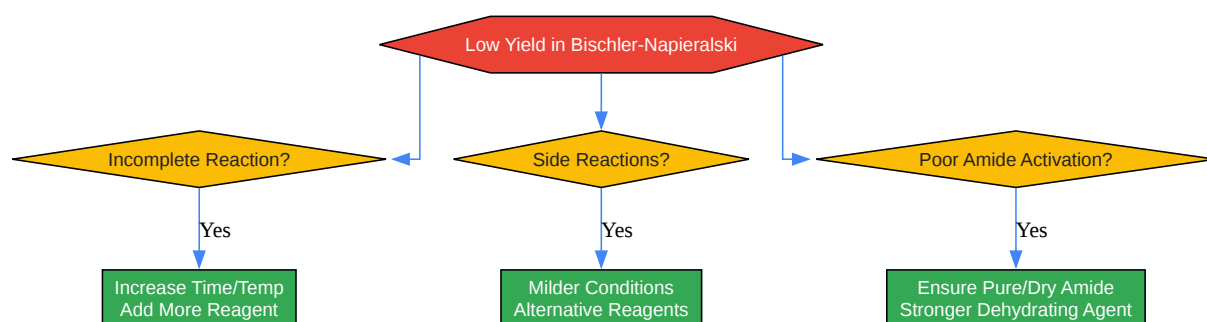 Low Yield in Bischler-Napieralski
Incomplete Reaction?
Side Reactions?
Poor Amide Activation?
Yes
Yes
Yes
Increase Time/Temp
Add More Reagent
Milder Conditions
Alternative Reagents
Ensure Pure/Dry Amide
Stronger Dehydrating Agent